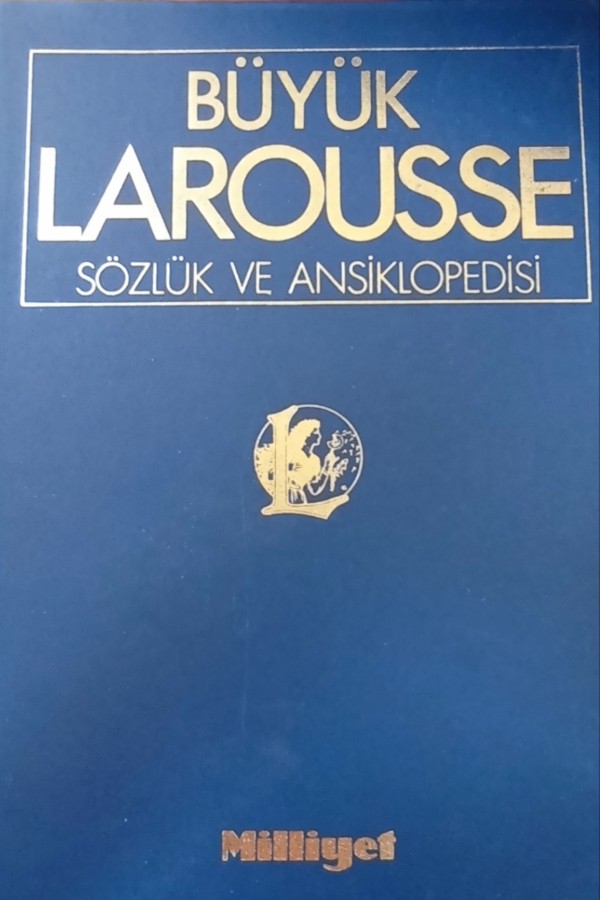 BÜYÜK
LAROUSSE
SÖZLÜK VE ANSİKLOPEDİSİ
L
Milliyet